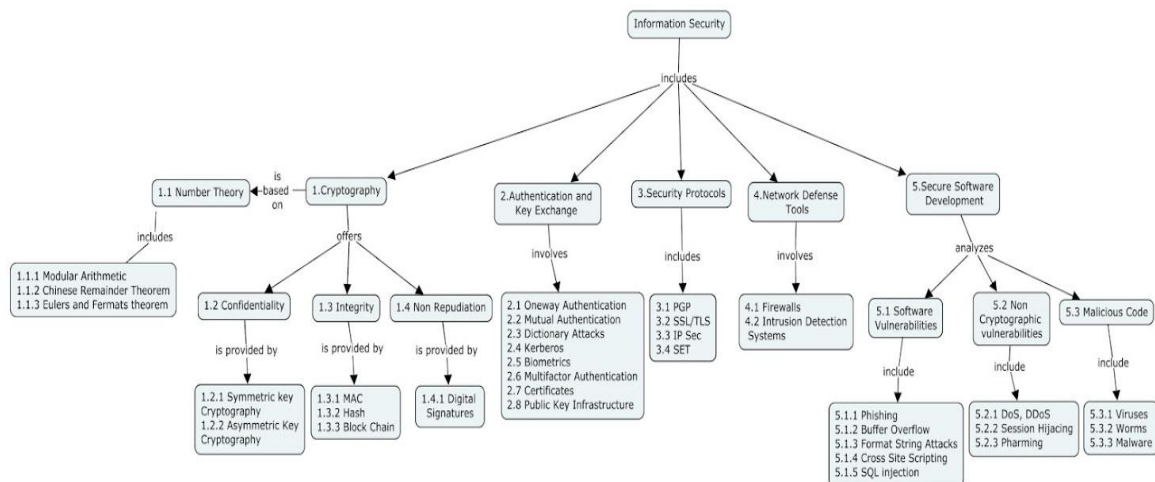 Information Security
includes
is
based
on
1.1 Number Theory
1.Cryptography
2.Authentication and
Key Exchange
3.Security Protocols
4.Network Defense
Tools
5.Secure Software
Development
includes
offers
involves
includes
involves
analyzes
1.1.1 Modular Arithmetic
1.1.2 Chinese Remainder Theorem
1.1.3 Eulers and Fermats theorem
1.2 Confidentiality
1.3 Integrity
1.4 Non Repudiation
2.1 Oneway Authentication
2.2 Mutual Authentication
2.3 Dictionary Attacks
2.4 Kerberos
2.5 Biometrics
2.6 Multifactor Authentication
2.7 Certificates
2.8 Public Key Infrastructure
3.1 PGP
3.2 SSL/TLS
3.3 IP Sec
3.4 SET
4.1 Firewalls
4.2 Intrusion Detection
Systems
5.1 Software
Vulnerabilities
5.2 Non
Cryptographic
vulnerabilities
5.3 Malicious Code
is provided by
is provided by
is provided by
include
include
include
1.2.1 Symmetric key
Cryptography
1.2.2 Asymmetric Key
Cryptography
1.3.1 MAC
1.3.2 Hash
1.3.3 Block Chain
1.4.1 Digital
Signatures
5.1.1 Phishing
5.1.2 Buffer Overflow
5.1.3 Format String Attacks
5.1.4 Cross Site Scripting
5.1.5 SQL injection
5.2.1 DoS, DDoS
5.2.2 Session Hijacing
5.2.3 Pharming
5.3.1 Viruses
5.3.2 Worms
5.3.3 Malware